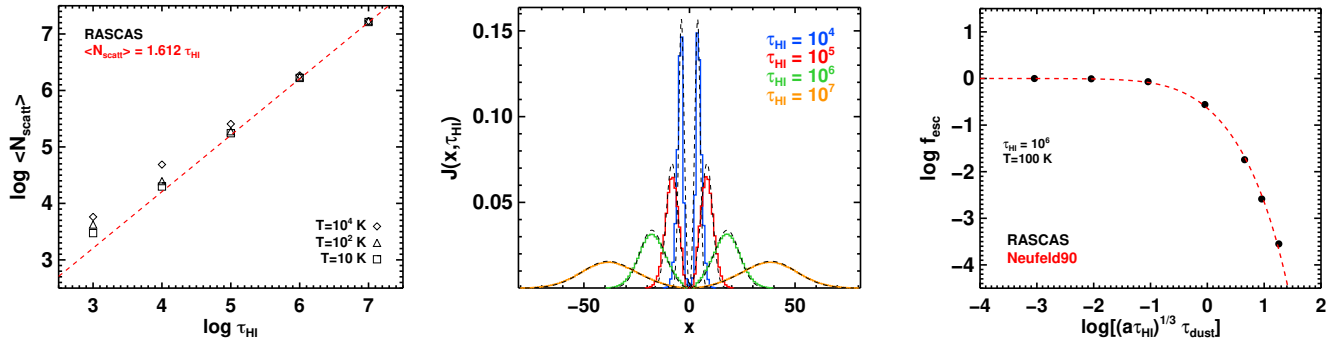 RASCAS
<N_scatt> = 1.612 τ_HI
log <N_scatt>
7
6
5
4
3
T=10^4 K ◇
T=10^2 K △
T=10 K □
3 4 5 6 7
log τ_HI
J(x,τ_HI)
0.15
0.10
0.05
τ_HI = 10^4
τ_HI = 10^5
τ_HI = 10^6
τ_HI = 10^7
-50 0 50
x
log f_esc
1
0
-1
-2
-3
-4
τ_HI = 10^6
T=100 K
RASCAS
Neufeld90
-4 -3 -2 -1 0 1 2
log[(aτ_HI)^1/3 τ_dust]